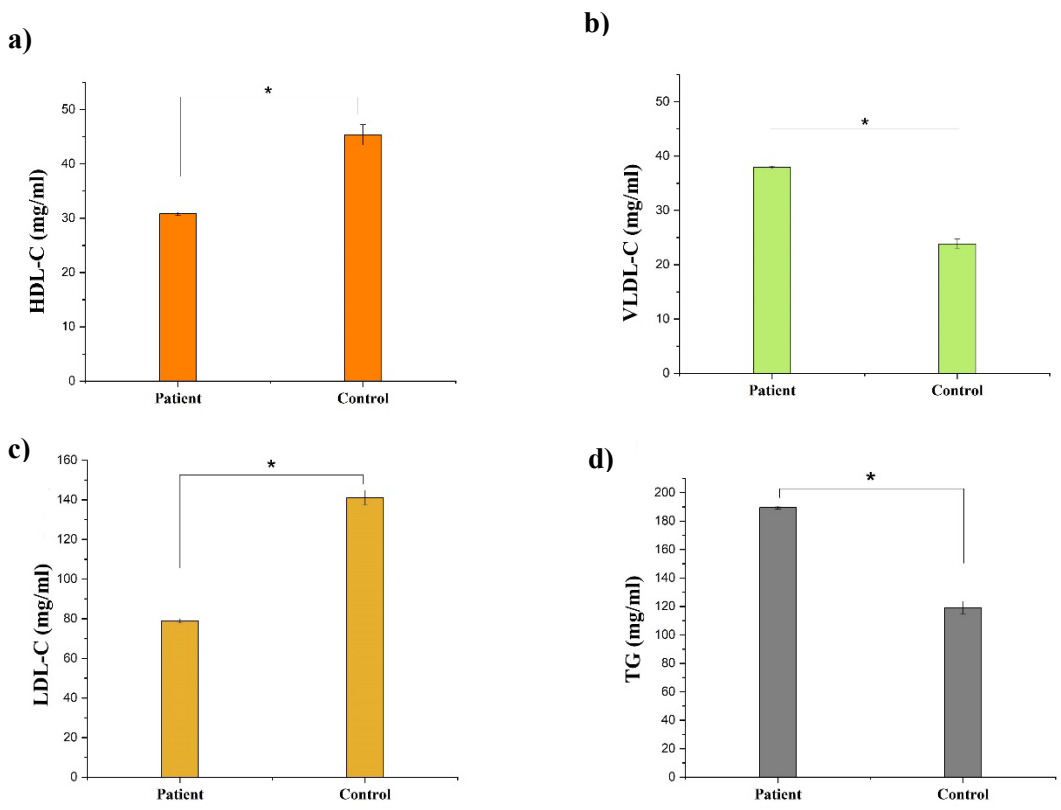 a)
HDL-C (mg/ml)
50
40
30
20
10
0
*
Patient
Control
b)
VLDL-C (mg/ml)
50
40
30
20
10
0
*
Patient
Control
c)
LDL-C (mg/ml)
160
140
120
100
80
60
40
20
0
*
Patient
Control
d)
TG (mg/ml)
200
180
160
140
120
100
80
60
40
20
0
*
Patient
Control